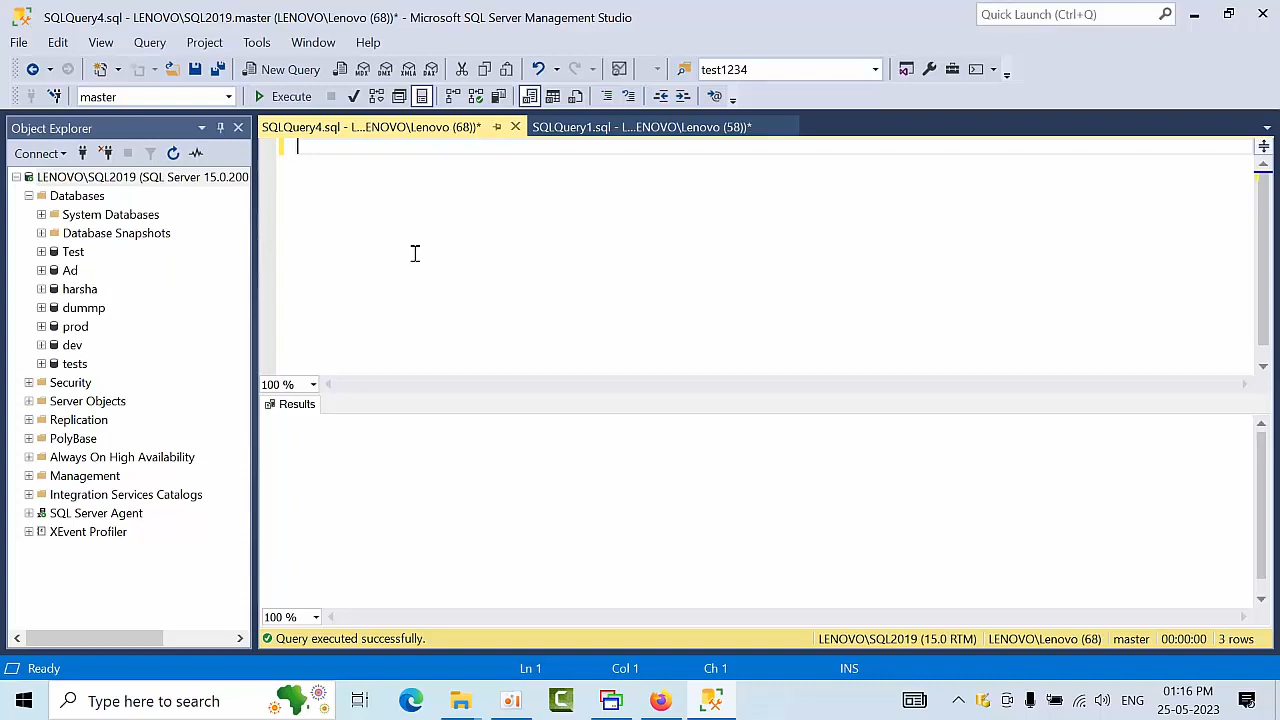 SQLQuery4.sql - LENOVO\SQL2019.master (LENOVO\Lenovo (68))* - Microsoft SQL Server Management Studio
Quick Launch (Ctrl+Q)
File Edit View Query Project Tools Window Help
New Query MDX DMX XMLA DAX test1234
master Execute
Object Explorer
SQLQuery4.sql - L...ENOVO\Lenovo (68))*
SQLQuery1.sql - L...ENOVO\Lenovo (58))*
Connect
LENOVO\SQL2019 (SQL Server 15.0.200
Databases
System Databases
Database Snapshots
Test
Ad
harsha
dummp
prod
dev
tests
Security
Server Objects
Replication
PolyBase
Always On High Availability
Management
Integration Services Catalogs
SQL Server Agent
XEvent Profiler
100 %
Results
100 %
Query executed successfully.
LENOVO\SQL2019 (15.0 RTM) LENOVO\Lenovo (68) master 00:00:00 3 rows
Ready Ln 1 Col 1 Ch 1 INS
Type here to search
ENG
01:16 PM
25-05-2023